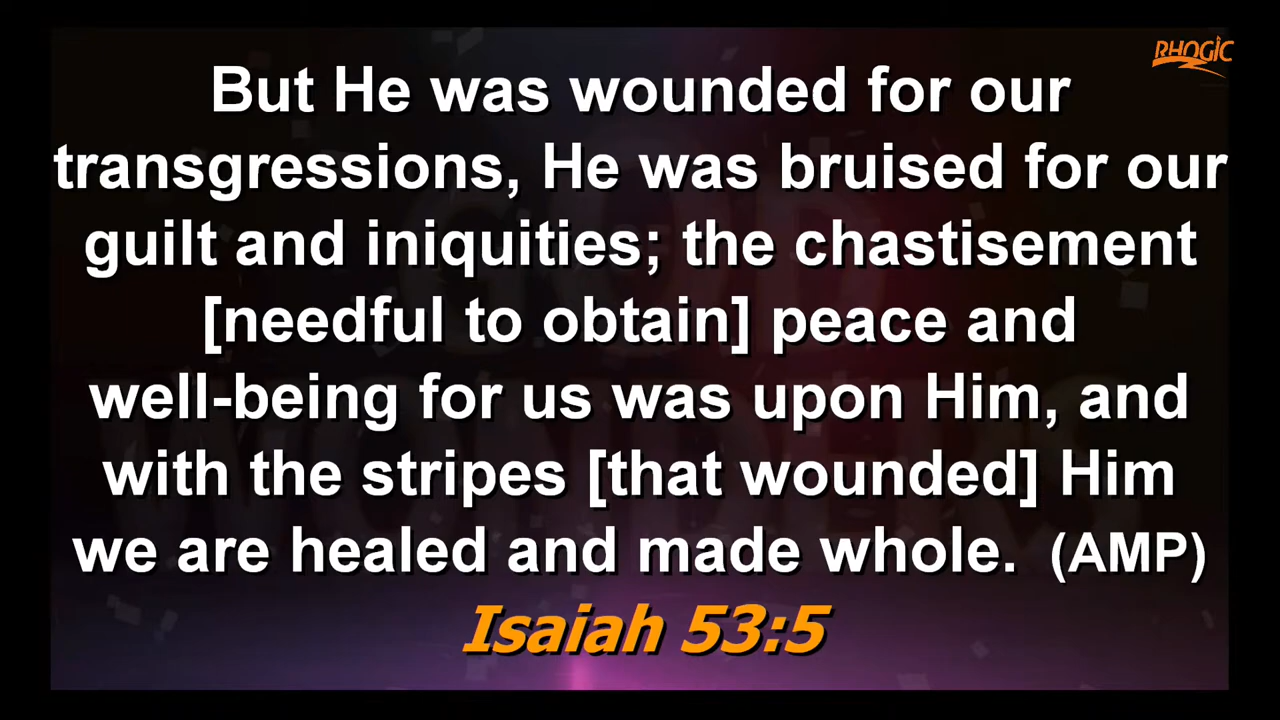 RHOGIC
But He was wounded for our
transgressions, He was bruised for our
guilt and iniquities; the chastisement
[needful to obtain] peace and
well-being for us was upon Him, and
with the stripes [that wounded] Him
we are healed and made whole. (AMP)
Isaiah 53:5